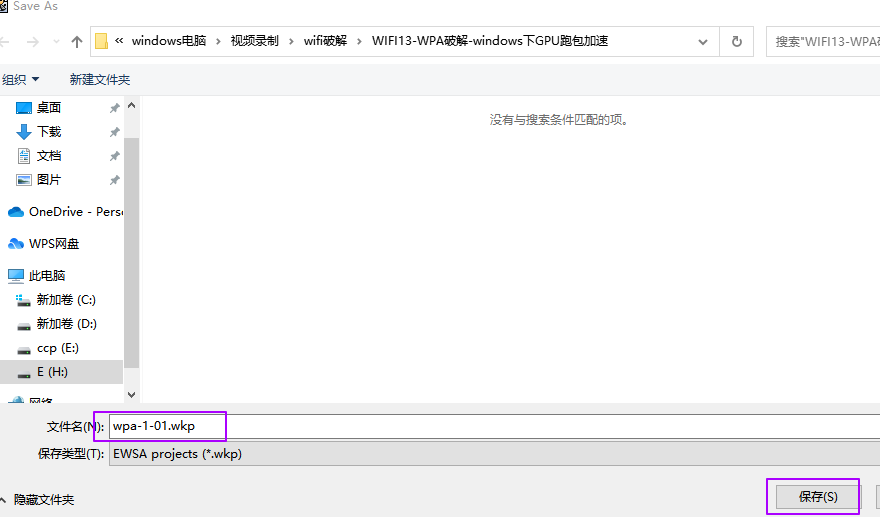 Save As
« windows电脑 › 视频录制 › wifi破解 › WIFI13-WPA破解-windows下GPU跑包加速
搜索"WIFI13-WPA
组织 新建文件夹
没有与搜索条件匹配的项。
桌面
下载
文档
图片
OneDrive - Pers
WPS网盘
此电脑
新加卷 (C:)
新加卷 (D:)
ccp (E:)
E (H:)
网络
文件名(N): wpa-1-01.wkp
保存类型(T): EWSA projects (*.wkp)
隐藏文件夹
保存(S)